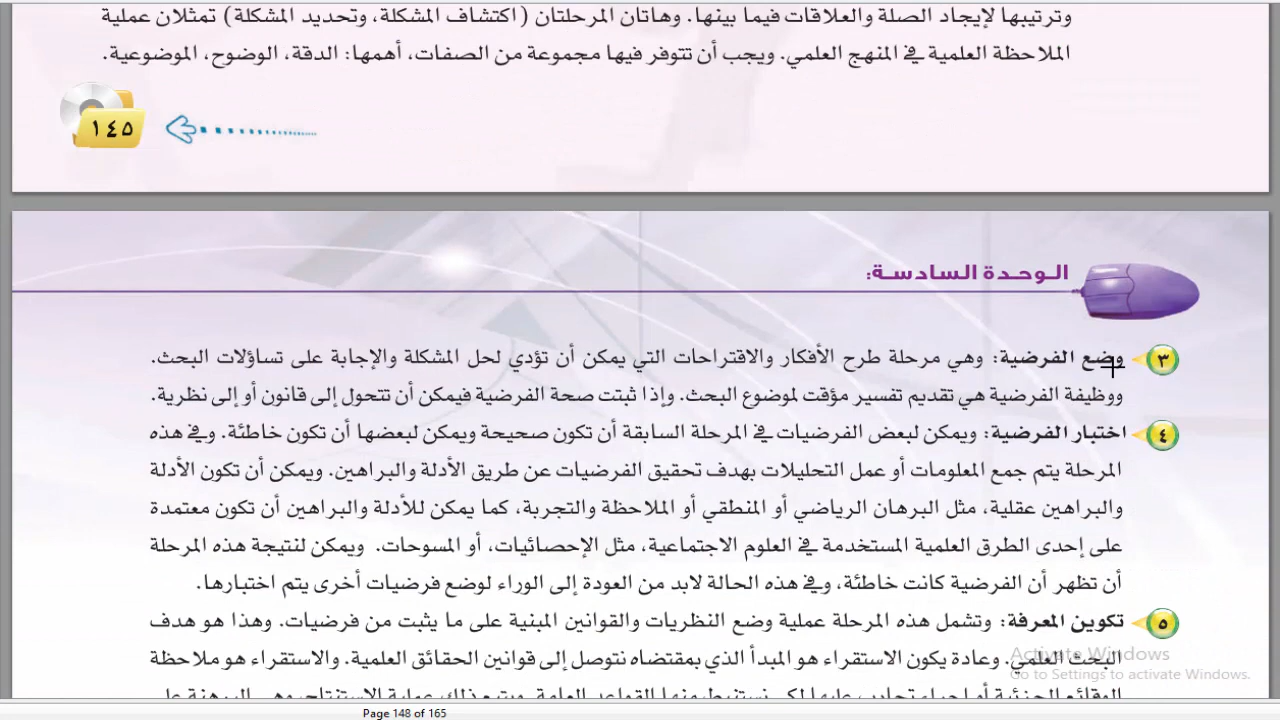 وترتيبها لإيجاد الصلة والعلاقات فيما بينها. وهاتان المرحلتان (اكتشاف المشكلة، وتحديد المشكلة) تمثلان عملية
الملاحظة العلمية في المنهج العلمي. ويجب أن تتوفر فيها مجموعة من الصفات، أهمها: الدقة، الوضوح، الموضوعية.
١٤٥
الوحدة السادسة:
٣ وضع الفرضية: وهي مرحلة طرح الأفكار والاقتراحات التي يمكن أن تؤدي لحل المشكلة والإجابة على تساؤلات البحث.
ووظيفة الفرضية هي تقديم تفسير مؤقت لموضوع البحث. وإذا ثبتت صحة الفرضية فيمكن أن تتحول إلى قانون أو إلى نظرية.
٤ اختبار الفرضية: ويمكن لبعض الفرضيات في المرحلة السابقة أن تكون صحيحة ويمكن لبعضها أن تكون خاطئة. وفي هذه
المرحلة يتم جمع المعلومات أو عمل التحليلات بهدف تحقيق الفرضيات عن طريق الأدلة والبراهين. ويمكن أن تكون الأدلة
والبراهين عقلية، مثل البرهان الرياضي أو المنطقي أو الملاحظة والتجربة، كما يمكن للأدلة والبراهين أن تكون معتمدة
على إحدى الطرق العلمية المستخدمة في العلوم الاجتماعية، مثل الإحصائيات، أو المسوحات. ويمكن لنتيجة هذه المرحلة
أن تظهر أن الفرضية كانت خاطئة، وفي هذه الحالة لابد من العودة إلى الوراء لوضع فرضيات أخرى يتم اختبارها.
٥ تكوين المعرفة: وتشمل هذه المرحلة عملية وضع النظريات والقوانين المبنية على ما يثبت من فرضيات. وهذا هو هدف
البحث العلمي. وعادة يكون الاستقراء هو المبدأ الذي بمقتضاه نتوصل إلى قوانين الحقائق العلمية. والاستقراء هو ملاحظة
Activate Windows
Go to Settings to activate Windows.
Page 148 of 165